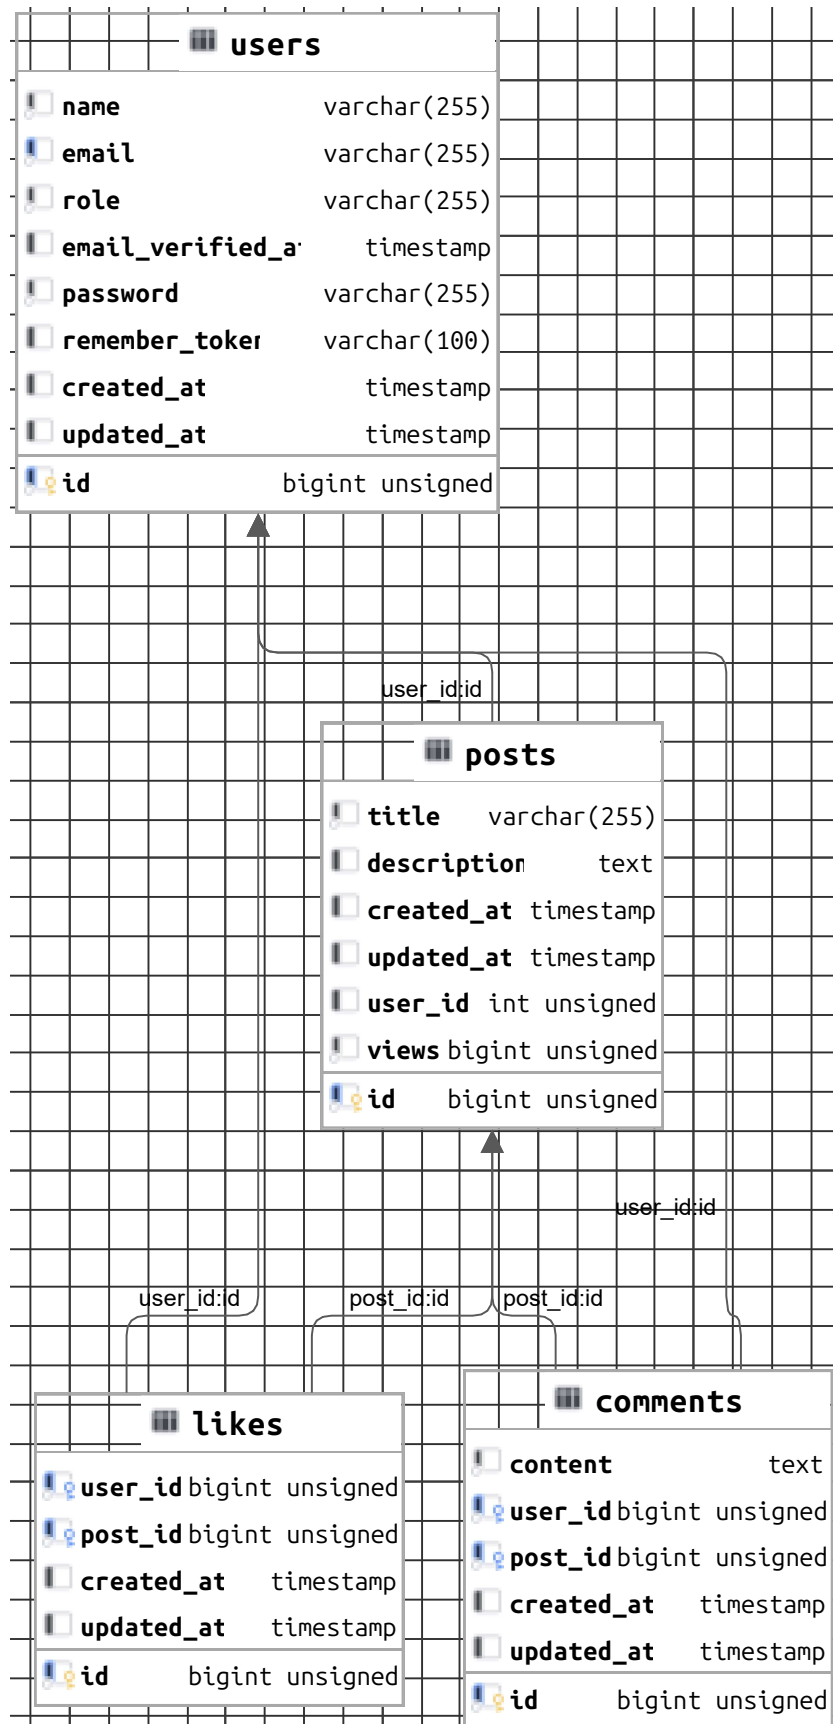 users
name varchar(255)
email varchar(255)
role varchar(255)
email_verified_a timestamp
password varchar(255)
remember_toke timestamp varchar(100)
created_at timestamp
updated_at timestamp
id bigint unsigned
user_id:id
posts
title varchar(255)
description text
created_at timestamp
updated_at timestamp
user_id int unsigned
views bigint unsigned
id bigint unsigned
user_id:id
user_id:id post_id:id post_id:id
likes
user_id bigint unsigned
post_id bigint unsigned
created_at timestamp
updated_at timestamp
id bigint unsigned
comments
content text
user_id bigint unsigned
post_id bigint unsigned
created_at timestamp
updated_at timestamp
id bigint unsigned